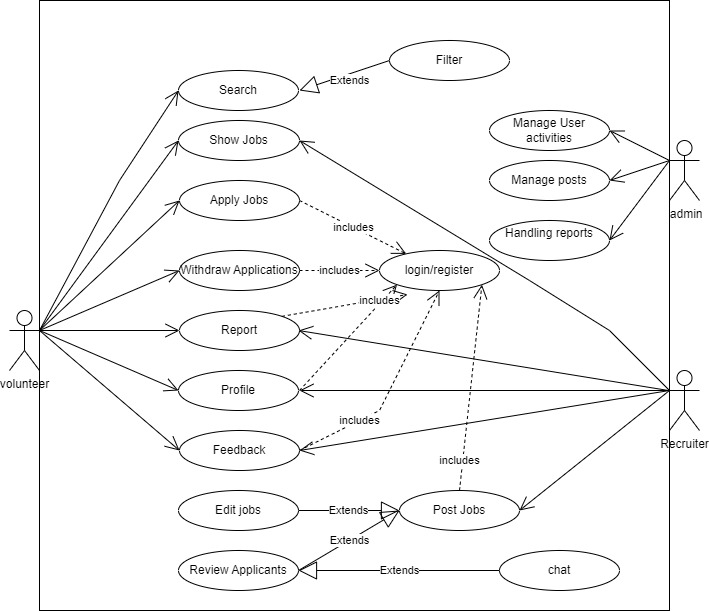 Filter
Extends
Search
Manage User
activities
Show Jobs
Manage posts
Apply Jobs
admin
includes
Handling reports
Withdraw Applications
includes
login/register
includes
Report
volunteer
Profile
includes
Recruiter
Feedback
includes
Edit jobs
Extends
Post Jobs
Extends
Review Applicants
Extends
chat